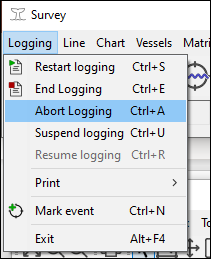 Survey
Logging Line Chart Vessels Matri
Restart logging Ctrl+S
End Logging Ctrl+E
Abort Logging Ctrl+A
Suspend logging Ctrl+U
Resume logging Ctrl+R
Print
Mark event Ctrl+N
Exit Alt+F4
To